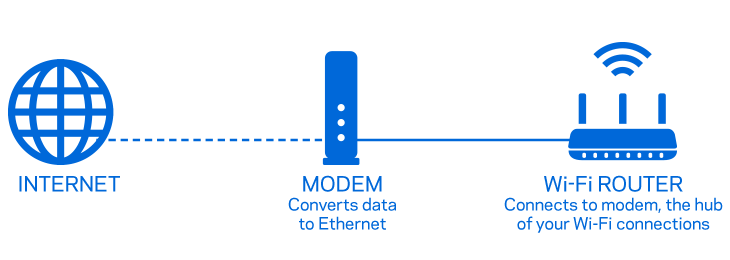 INTERNET
MODEM
Converts data
to Ethernet
Wi-Fi ROUTER
Connects to modem, the hub
of your Wi-Fi connections